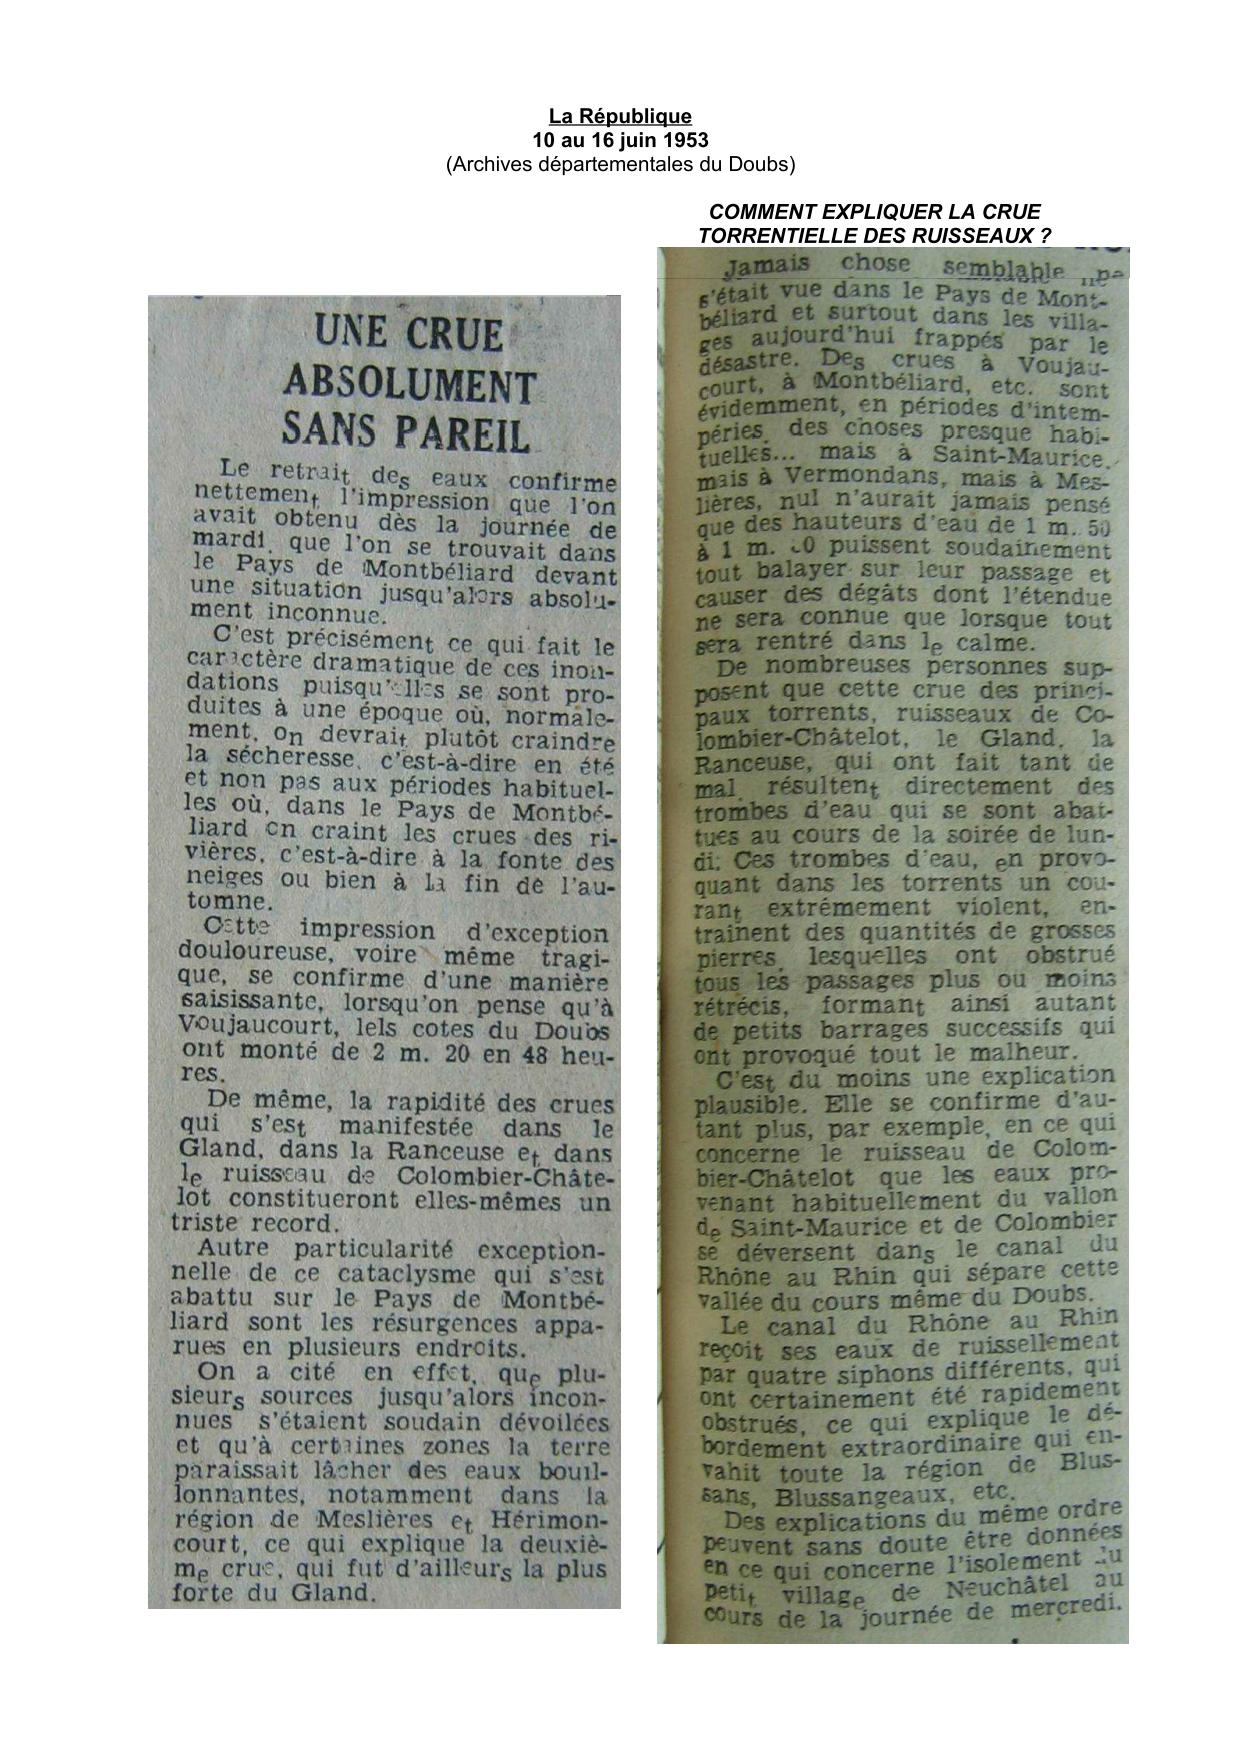 La République
10 au 16 juin 1953
(Archives départementales du Doubs)
UNE CRUE
ABSOLUMENT
SANS PAREIL
Le retrait des eaux confirme
nettement l'impression que l'on
avait obtenu dès la journée de
mardi, que l'on se trouvait dans
le Pays de Montbéliard devant
une situation jusqu'alors absolu-
ment inconnue.
C'est précisément ce qui fait le
caractère dramatique de ces inon-
dations puisqu'elles se sont pro-
duites à une époque où, normale-
ment, on devrait plutôt craindre
la sécheresse, c'est-à-dire en été
et non pas aux périodes habituel-
les où, dans le Pays de Montbé-
liard on craint les crues des ri-
vières, c'est-à-dire à la fonte des
neiges ou bien à la fin de l'au-
tomne.
Cette impression d'exception
douloureuse, voire même tragi-
que, se confirme d'une manière
saisissante, lorsqu'on pense qu'à
Voujaucourt, lels cotes du Doubs
ont monté de 2 m. 20 en 48 heu-
res.
De même, la rapidité des crues
qui s'est manifestée dans le
Gland, dans la Ranceuse et dans
le ruisseau de Colombier-Châte-
lot constitueront elles-mêmes un
triste record.
Autre particularité exception-
nelle de ce cataclysme qui s'est
abattu sur le Pays de Montbé-
liard sont les résurgences appa-
rues en plusieurs endroits.
On a cité en effet, que plu-
sieurs sources jusqu'alors incon-
nues s'étaient soudain dévoilées
et qu'à certaines zones la terre
paraissait lâcher des eaux bouil-
lonnantes, notamment dans la
région de Meslières et Hérimon-
court, ce qui explique la deuxiè-
me crue, qui fut d'ailleurs la plus
forte du Gland.
COMMENT EXPLIQUER LA CRUE
TORRENTIELLE DES RUISSEAUX ?
Jamais chose semblable ne
s'était vue dans le Pays de Mont-
béliard et surtout dans les villa-
ges aujourd'hui frappés par le
désastre. Des crues à Voujau-
court, à Montbéliard, etc. sont
évidemment, en périodes d'intem-
péries, des choses presque habi-
tuelles... mais à Saint-Maurice,
mais à Vermondans, mais à Mes-
lières, nul n'aurait jamais pensé
que des hauteurs d'eau de 1 m. 50
à 1 m. puissent soudainement
tout balayer sur leur passage et
causer des dégâts dont l'étendue
ne sera connue que lorsque tout
sera rentré dans le calme.
De nombreuses personnes sup-
posent que cette crue des princi-
paux torrents, ruisseaux de Co-
lombier-Châtelot, le Gland, la
Ranceuse, qui ont fait tant de
mal, résultent directement des
trombes d'eau qui se sont abat-
tues au cours de la soirée de lun-
di. Ces trombes d'eau, en provo-
quant dans les torrents un cou-
rant extrêmement violent, en-
traînent des quantités de grosses
pierres, lesquelles ont obstrué
tous les passages plus ou moins
rétrécis, formant ainsi autant
de petits barrages successifs qui
ont provoqué tout le malheur.
C'est du moins une explication
plausible. Elle se confirme d'au-
tant plus, par exemple, en ce qui
concerne le ruisseau de Colom-
bier-Châtelot que les eaux pro-
venant habituellement du vallon
de Saint-Maurice et de Colombier
se déversent dans le canal du
Rhône au Rhin qui sépare cette
vallée du cours même du Doubs.
Le canal du Rhône au Rhin
reçoit ses eaux de ruissellement
par quatre siphons différents, qui
ont certainement été rapidement
obstrués, ce qui explique le dé-
bordement extraordinaire qui en-
vahit toute la région de Blus-
sans, Blussangeaux, etc.
Des explications du même ordre
peuvent sans doute être données
en ce qui concerne l'isolement du
petit village de Neuchâtel au
cours de la journée de mercredi.